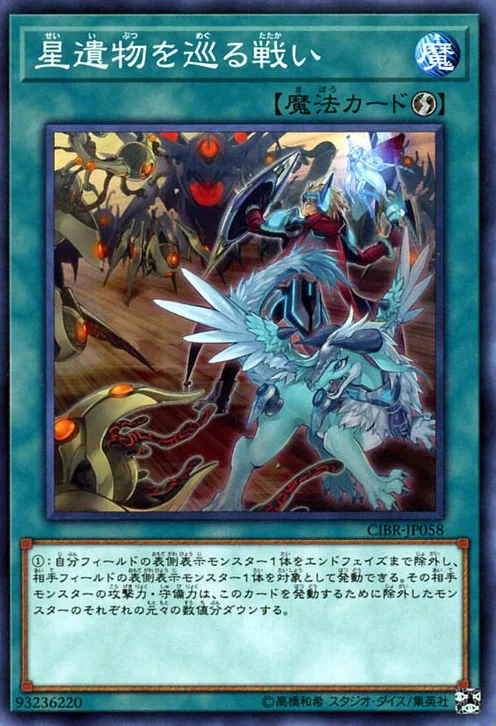 星遺物を巡る戦い
魔
【魔法カード】
CIBR-JP058
①：自分フィールドの表側表示モンスター1体をエンドフェイズまで除外し、
相手フィールドの表側表示モンスター1体を対象として発動できる。その相手
モンスターの攻撃力・守備力は、このカードを発動するために除外したモン
スターのそれぞれの元々の数値分ダウンする。
93236220
©高橋和希 スタジオ・ダイス/集英社